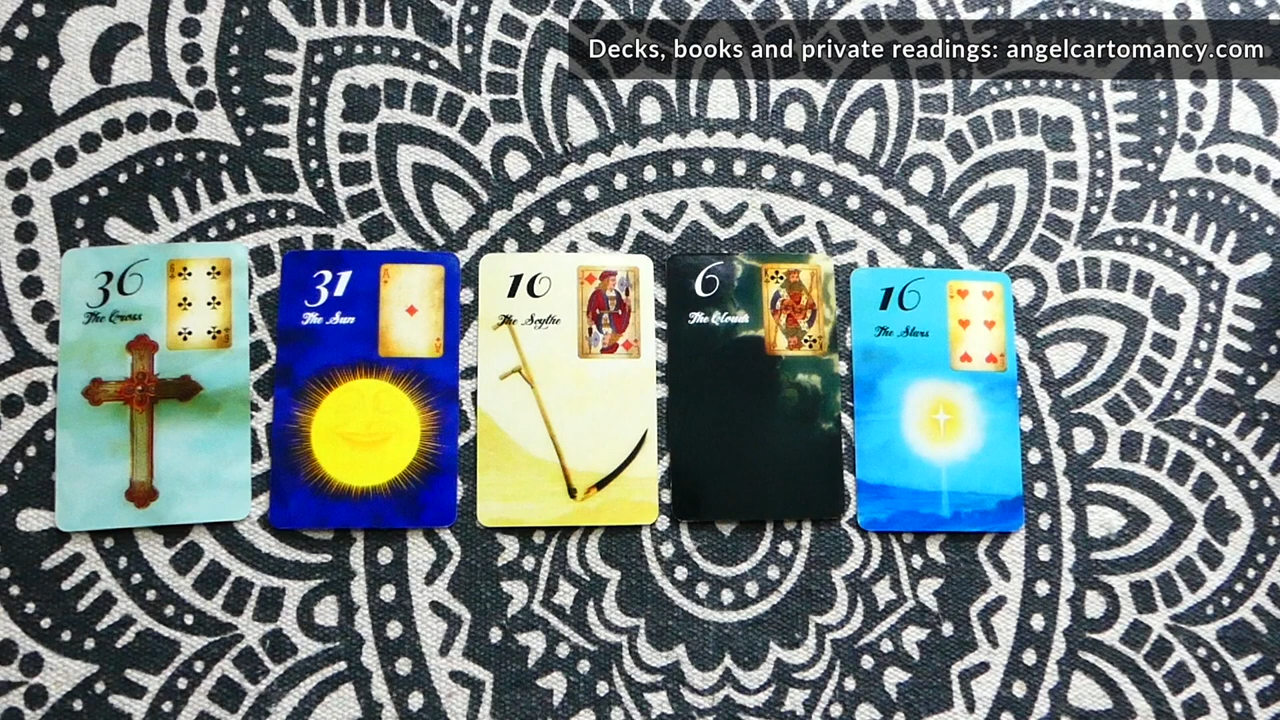 Decks, books and private readings: angelcartomancy.com
36
The Cross
31
The Sun
A
A
10
The Scythe
6
The Clouds
16
The Stars